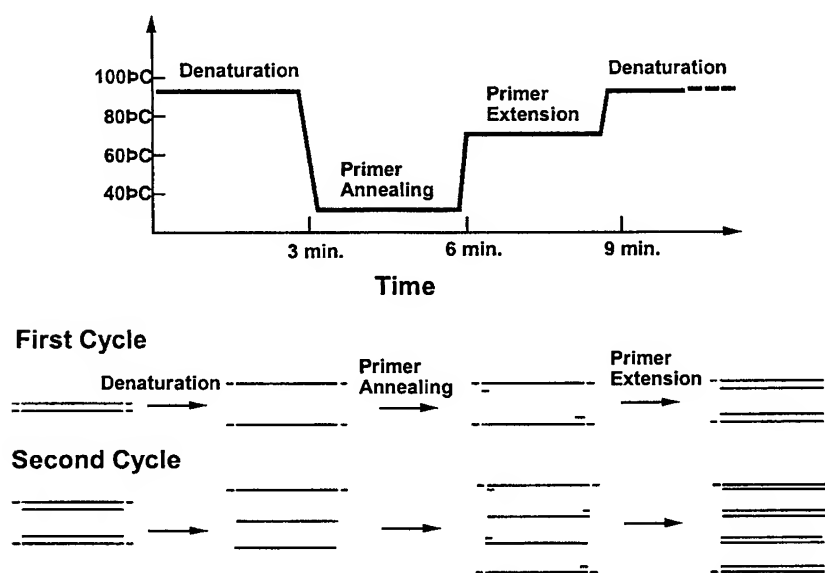 100ÞC
Denaturation
Denaturation
80ÞC
Primer
Extension
60ÞC
Primer
Annealing
40ÞC
3 min.
6 min.
9 min.
Time
First Cycle
Denaturation
Primer
Annealing
Primer
Extension
Second Cycle